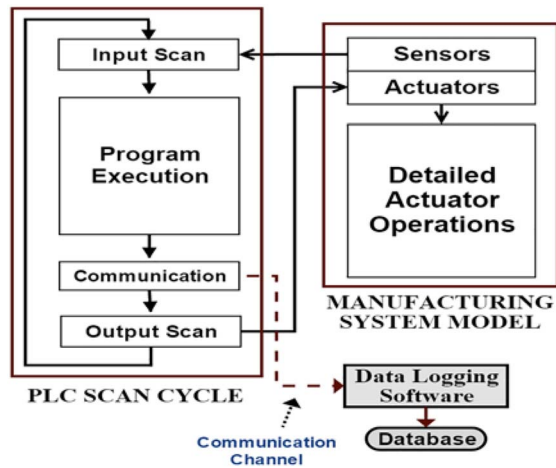 Input Scan
Program
Execution
Communication
Output Scan
PLC SCAN CYCLE
Sensors
Actuators
Detailed
Actuator
Operations
MANUFACTURING
SYSTEM MODEL
Data Logging
Software
Database
Communication
Channel